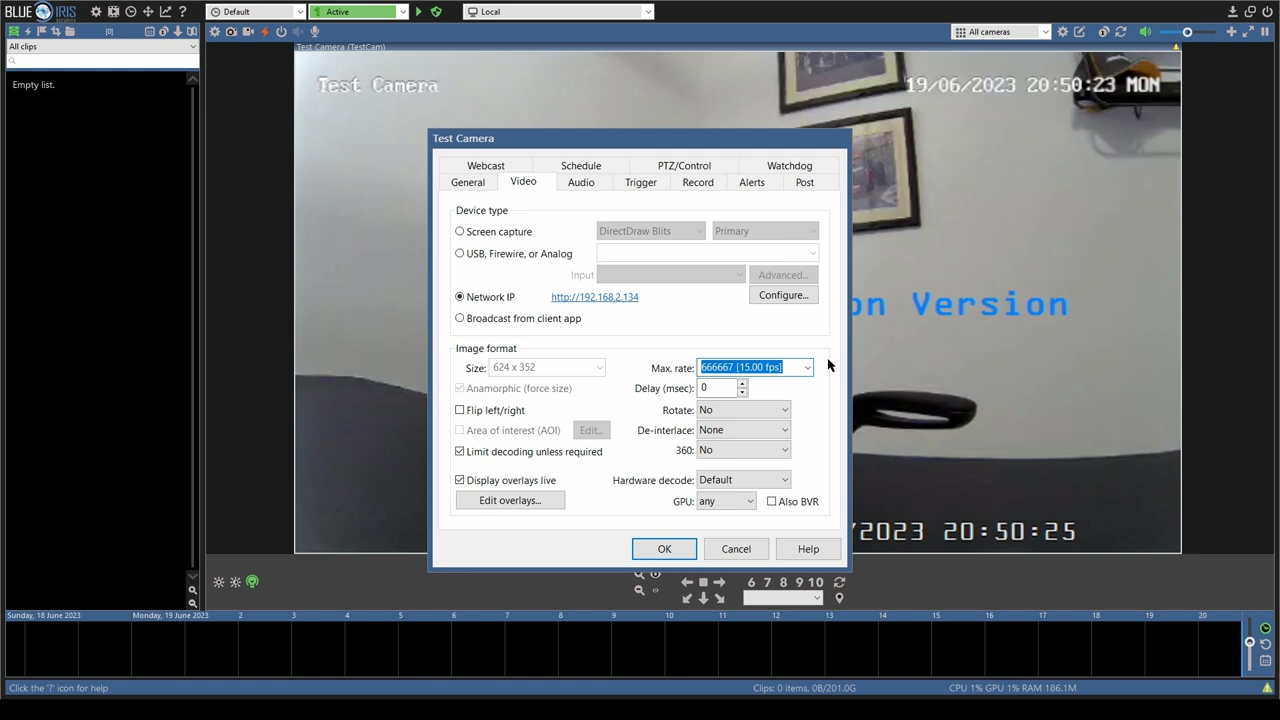 BLUE IRIS
SECURITY
Default
Active
Local
[0]
All cameras
All clips
Test Camera (TestCam)
Empty list.
Test Camera
19/06/2023 20:50:23 MON
Test Camera
Webcast
Schedule
PTZ/Control
Watchdog
General
Video
Audio
Trigger
Record
Alerts
Post
Device type
Screen capture
DirectDraw Blits
Primary
USB, Firewire, or Analog
Input
Advanced...
Network IP
http://192.168.2.134
Configure...
on Version
Broadcast from client app
Image format
Size: 624 x 352
Max. rate: 666667 [15.00 fps]
Anamorphic (force size)
Delay (msec): 0
Flip left/right
Rotate: No
Area of interest (AOI)
Edit...
De-interlace: None
Limit decoding unless required
360: No
Display overlays live
Hardware decode: Default
Edit overlays...
GPU: any
Also BVR
/2023 20:50:25
OK
Cancel
Help
6 7 8 9 10
Sunday, 18 June 2023
Monday, 19 June 2023
2 3 4 5 6 7 8 9 10 11 12 13 14 15 16 17 18 19 20
Click the '?' icon for help
Clips: 0 items, 0B/201.0G
CPU 1% GPU 1% RAM 186.1M